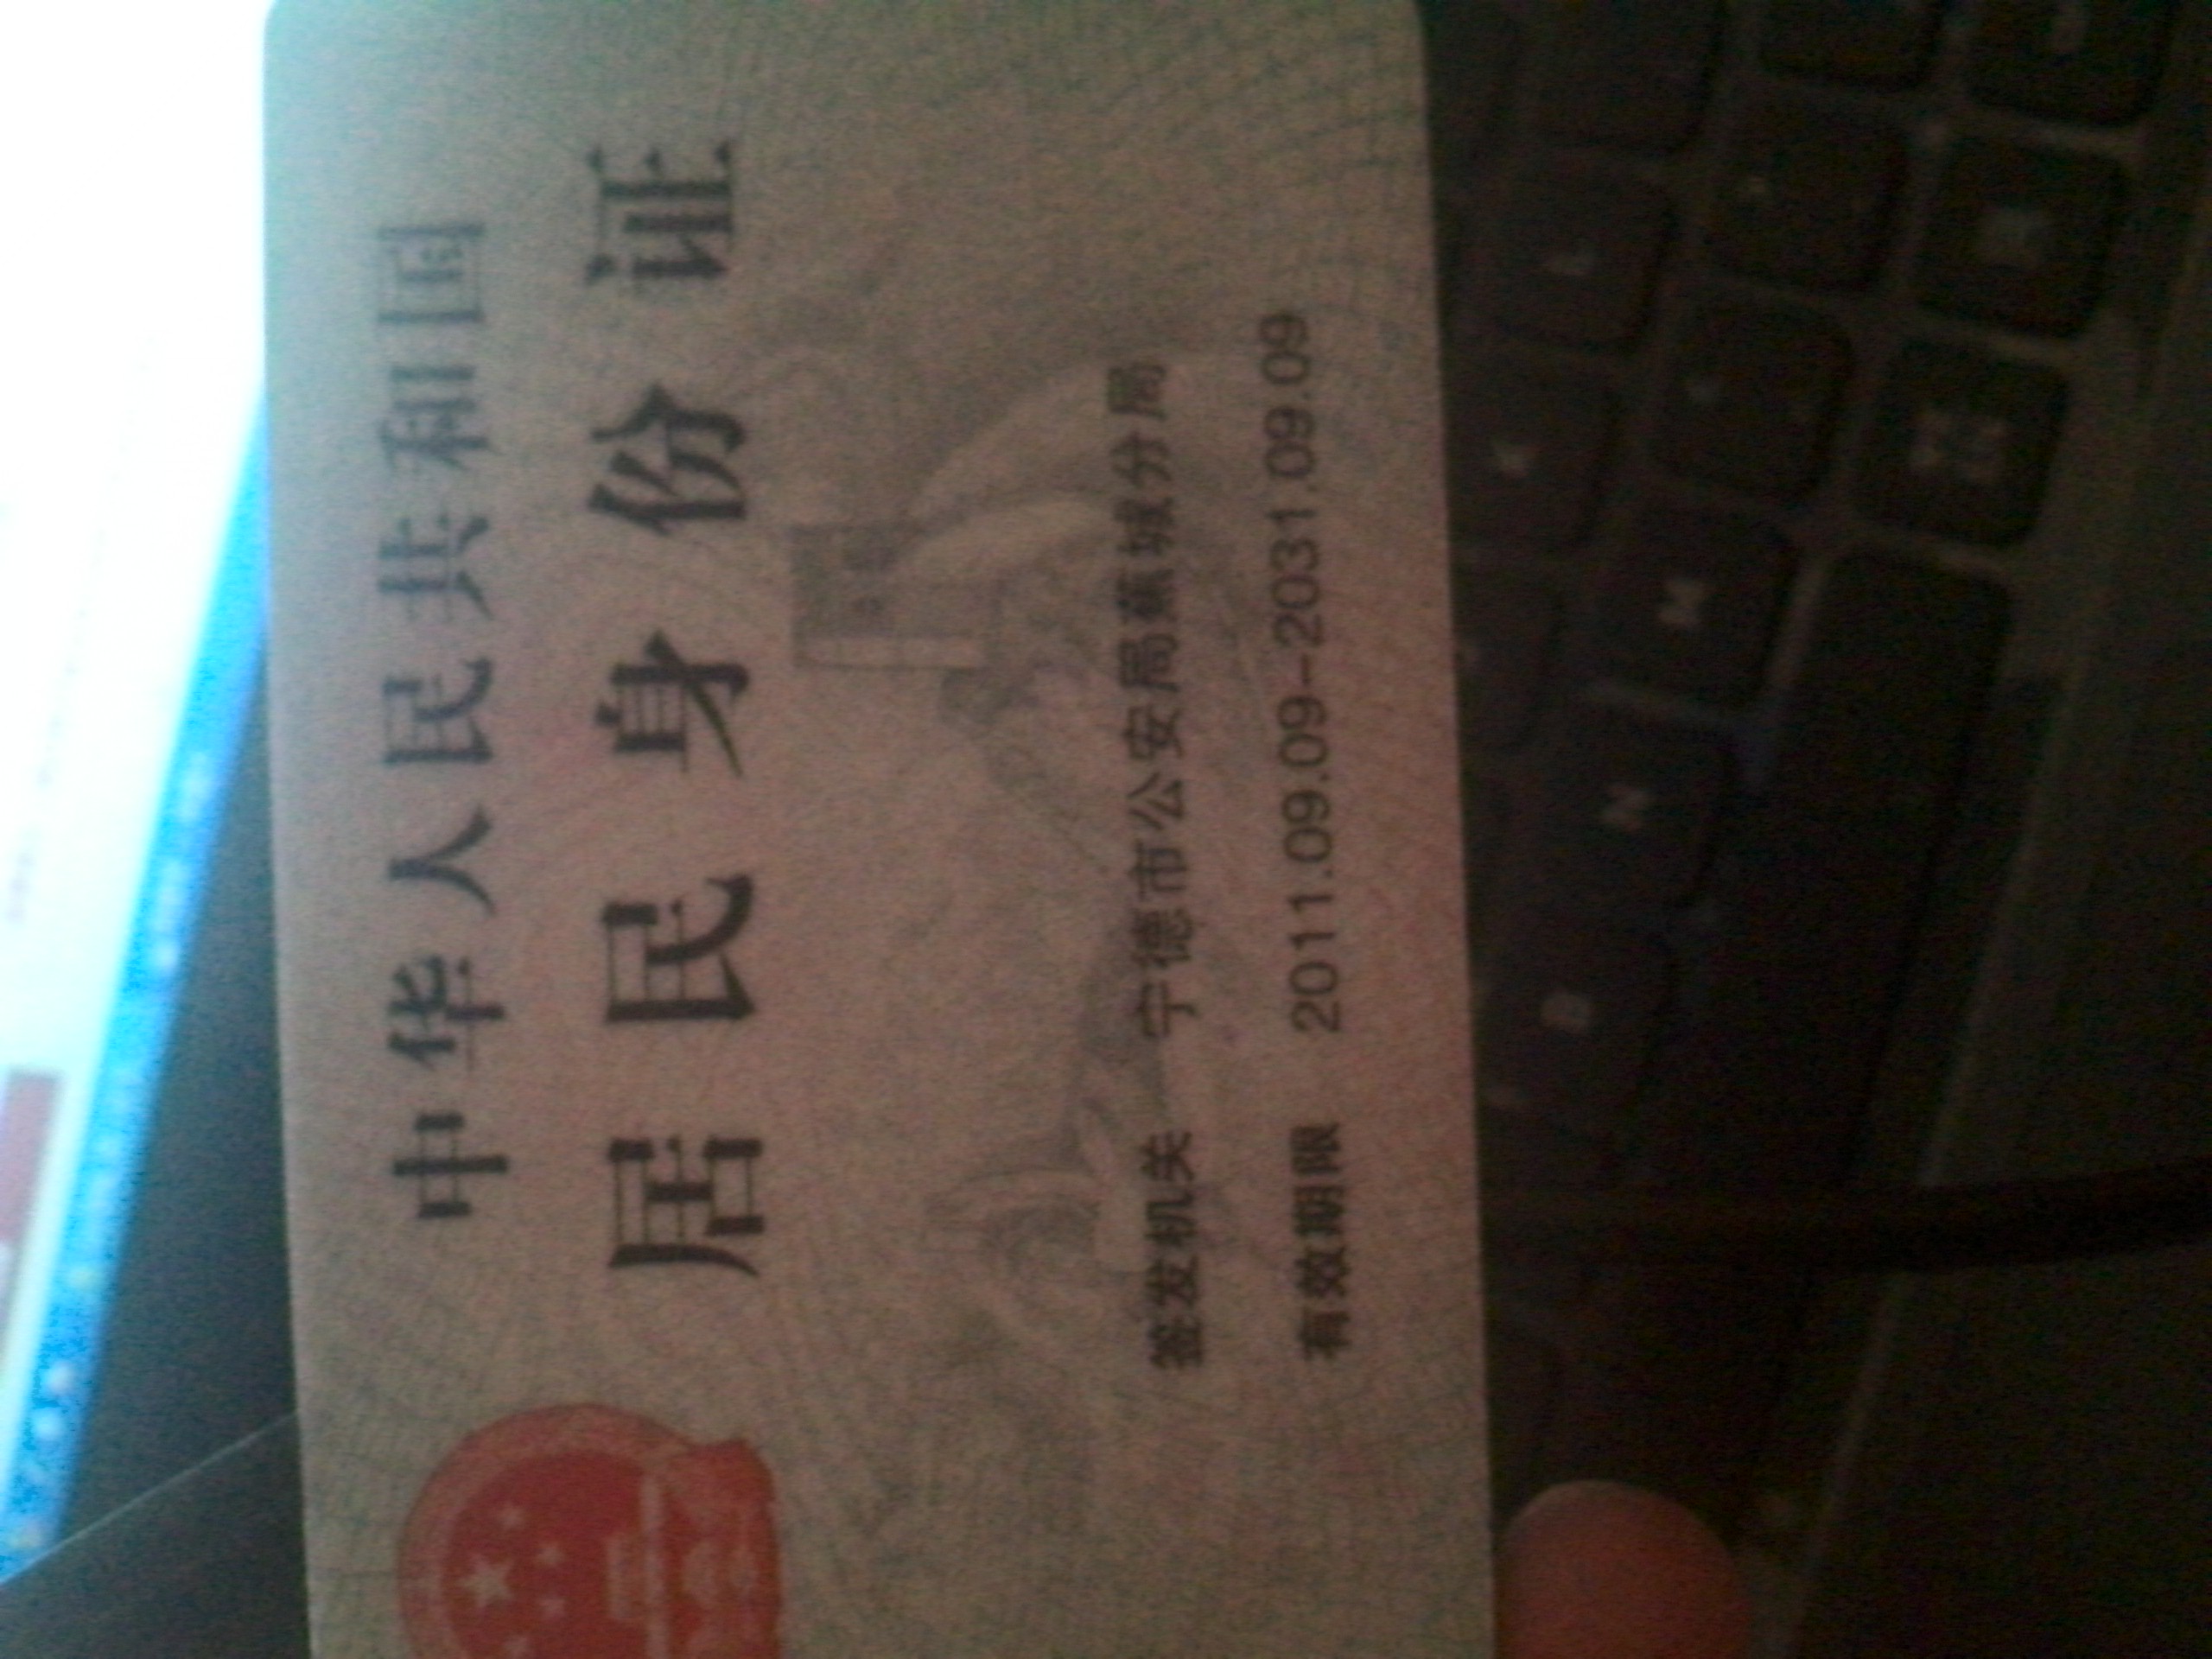 中华人民共和国
居民身份证
签发机关 宁德市公安局蕉城分局
有效期限 2011.09.09-2031.09.09
L
K
M
N
B